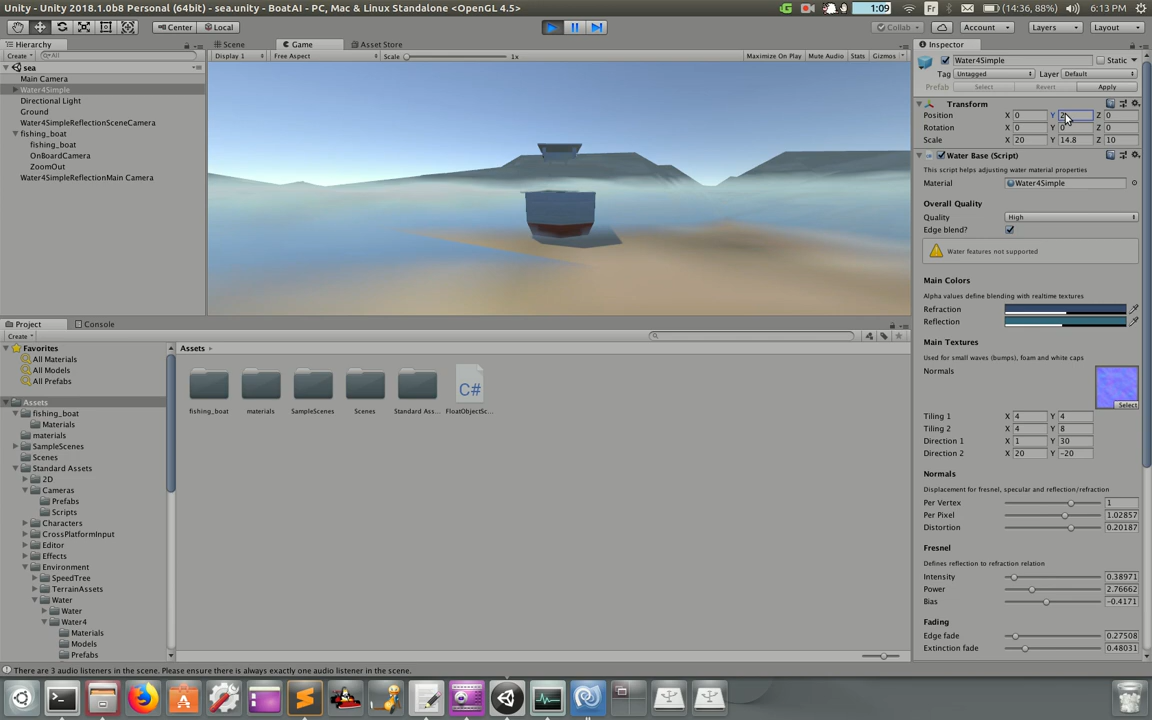 Unity - Unity 2018.1.0b8 Personal (64bit) - sea.unity - BoatAI - PC, Mac & Linux Standalone <OpenGL 4.5>
1:09
Fr
(14:36, 88%)
6:13 PM
Center
Local
Collab
Account
Layers
Layout
Hierarchy
Create
All
sea
Main Camera
Water4Simple
Directional Light
Ground
Water4SimpleReflectionSceneCamera
fishing_boat
fishing_boat
OnBoardCamera
ZoomOut
Water4SimpleReflectionMain Camera
Scene
Game
Asset Store
Display 1
Free Aspect
Scale
1x
Maximize On Play
Mute Audio
Stats
Gizmos
Project
Console
Create
Favorites
All Materials
All Models
All Prefabs
Assets
fishing_boat
Materials
materials
SampleScenes
Scenes
Standard Assets
2D
Cameras
Prefabs
Scripts
Characters
CrossPlatformInput
Editor
Effects
Environment
SpeedTree
TerrainAssets
Water
Water
Water4
Materials
Models
Prefabs
Assets
fishing_boat
materials
SampleScenes
Scenes
Standard Ass...
C#
FloatObjectSc...
Inspector
Water4Simple
Static
Tag Untagged
Layer Default
Prefab Select Revert Apply
Transform
Position X 0 Y 2 Z 0
Rotation X 0 Y 0 Z 0
Scale X 20 Y 14.8 Z 10
Water Base (Script)
This script helps adjusting water material properties
Material Water4Simple
Overall Quality
Quality High
Edge blend?
Water features not supported
Main Colors
Alpha values define blending with realtime textures
Refraction
Reflection
Main Textures
Used for small waves (bumps), foam and white caps
Normals
Select
Tiling 1 X 4 Y 4
Tiling 2 X 4 Y 8
Direction 1 X 1 Y 30
Direction 2 X 20 Y -20
Normals
Displacement for fresnel, specular and reflection/refraction
Per Vertex 1
Per Pixel 1.02857
Distortion 0.20187
Fresnel
Defines reflection to refraction relation
Intensity 0.38971
Power 2.76662
Bias -0.4171
Fading
Edge fade 0.27508
Extinction fade 0.48031
There are 3 audio listeners in the scene. Please ensure there is always exactly one audio listener in the scene.